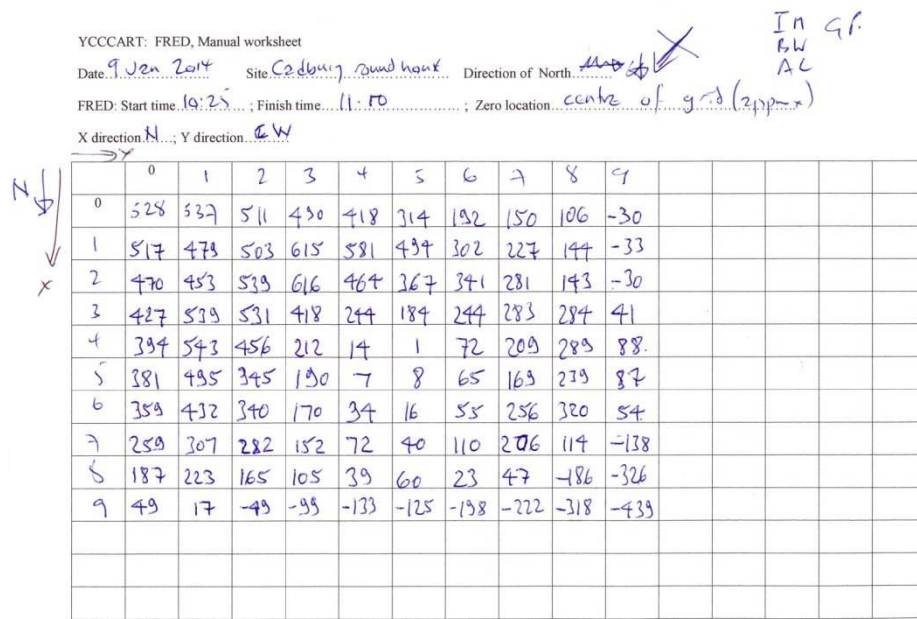 IM GP.
BW
AL
YCCCART: FRED, Manual worksheet
Date 9 Jan 2014 Site Cadbury roundhouse Direction of North
FRED: Start time 10:25 ; Finish time 11.10 ; Zero location centre of grid (approx)
X direction N ; Y direction W
Y
0 1 2 3 4 5 6 7 8 9
N
0 528 537 511 490 418 314 192 150 106 -30
1 517 479 503 615 581 494 302 227 144 -33
X
2 470 453 539 616 464 367 341 281 143 -30
3 427 539 531 418 244 184 244 283 284 41
4 394 543 456 212 14 1 72 209 289 88.
5 381 495 345 190 7 8 65 169 239 87
6 359 432 340 170 34 16 55 256 320 54
7 259 307 282 152 72 40 110 206 114 -138
8 187 223 165 105 39 60 23 47 -186 -326
9 49 17 -49 -99 -133 -125 -198 -222 -318 -439